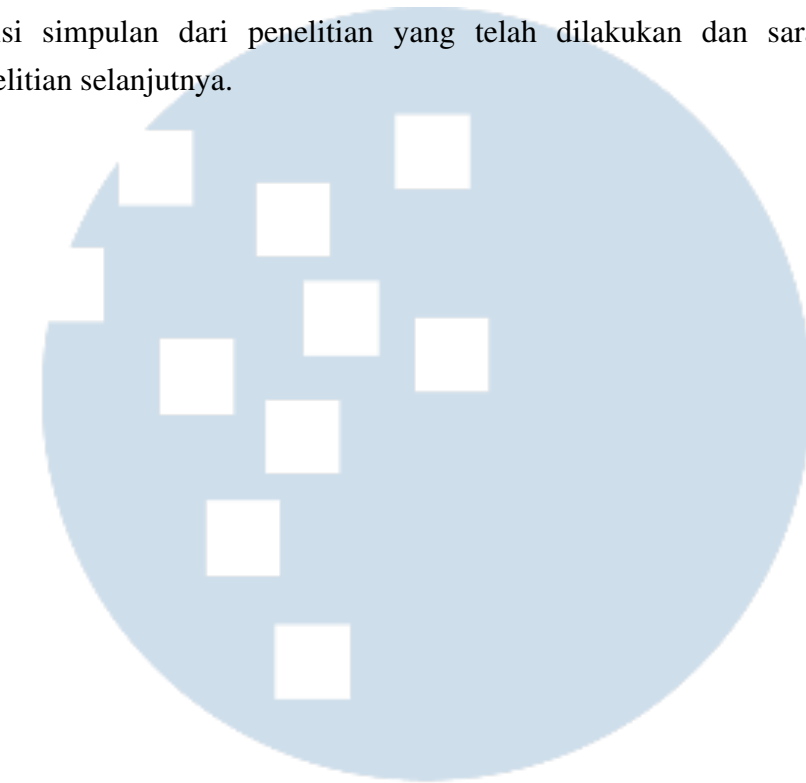 si simpulan dari penelitian yang telah dilakukan dan sar
elitian selanjutnya.